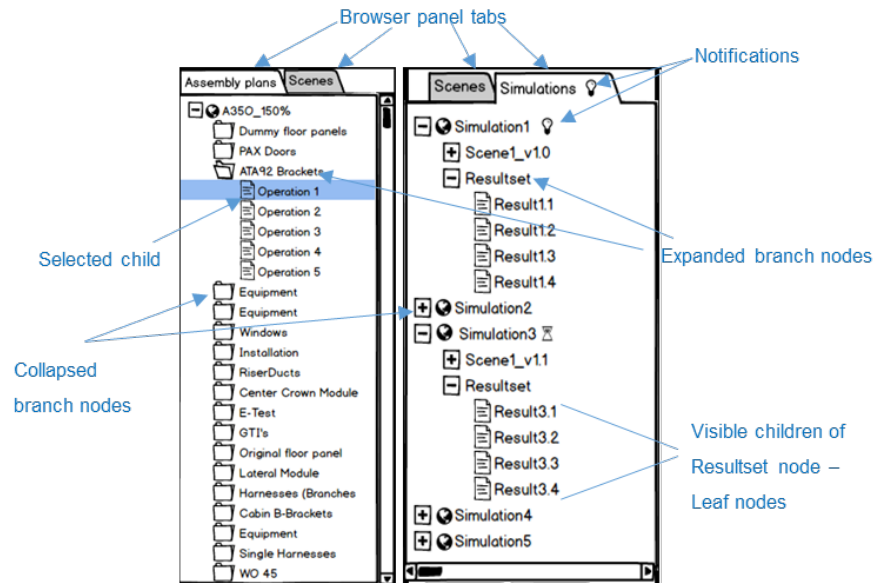 Browser panel tabs
Notifications
Assembly plans
Scenes
A350_150%
Dummy floor panels
PAX Doors
ATA92 Brackets
Operation 1
Operation 2
Operation 3
Operation 4
Operation 5
Equipment
Equipment
Windows
Installation
RiserDucts
Center Crown Module
E-Test
GTI's
Original floor panel
Lateral Module
Harnesses (Branches
Cabin B-Brackets
Equipment
Single Harnesses
WO 45
Selected child
Collapsed
branch nodes
Scenes
Simulations
Simulation1
Scene1_v1.0
Resultset
Result1.1
Result1.2
Result1.3
Result1.4
Simulation2
Simulation3
Scene1_v1.1
Resultset
Result3.1
Result3.2
Result3.3
Result3.4
Simulation4
Simulation5
Expanded branch nodes
Visible children of
Resultset node –
Leaf nodes